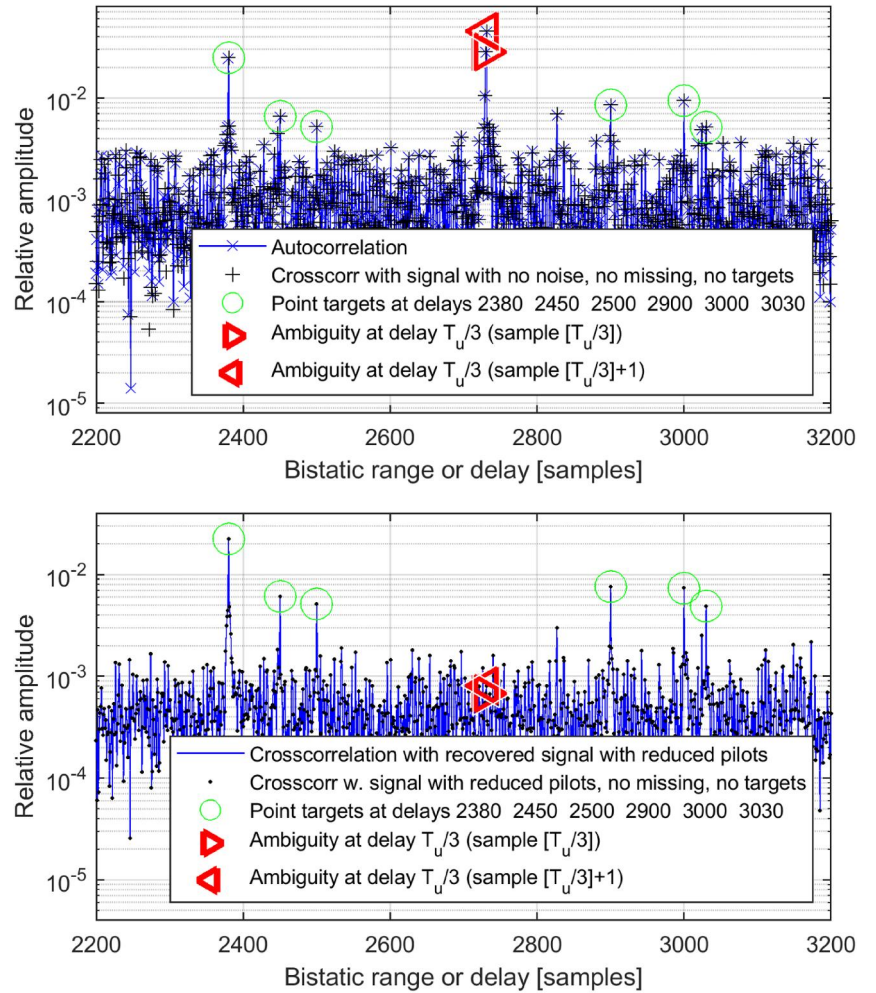 10^-2
10^-3
10^-4
10^-5
Relative amplitude
Autocorrelation
Crosscorr with signal with no noise, no missing, no targets
Point targets at delays 2380 2450 2500 2900 3000 3030
Ambiguity at delay T_u/3 (sample [T_u/3])
Ambiguity at delay T_u/3 (sample [T_u/3]+1)
2200 2400 2600 2800 3000 3200
Bistatic range or delay [samples]
10^-2
10^-3
10^-4
10^-5
Relative amplitude
Crosscorrelation with recovered signal with reduced pilots
Crosscorr w. signal with reduced pilots, no missing, no targets
Point targets at delays 2380 2450 2500 2900 3000 3030
Ambiguity at delay T_u/3 (sample [T_u/3])
Ambiguity at delay T_u/3 (sample [T_u/3]+1)
2200 2400 2600 2800 3000 3200
Bistatic range or delay [samples]